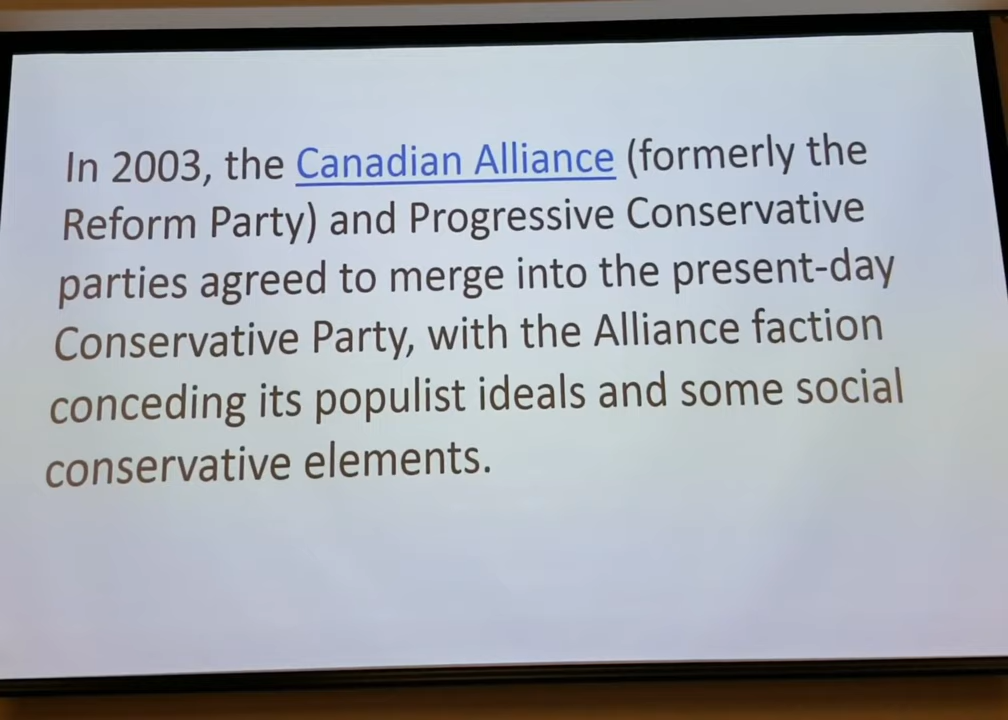 In 2003, the Canadian Alliance (formerly the
Reform Party) and Progressive Conservative
parties agreed to merge into the present-day
Conservative Party, with the Alliance faction
conceding its populist ideals and some social
conservative elements.